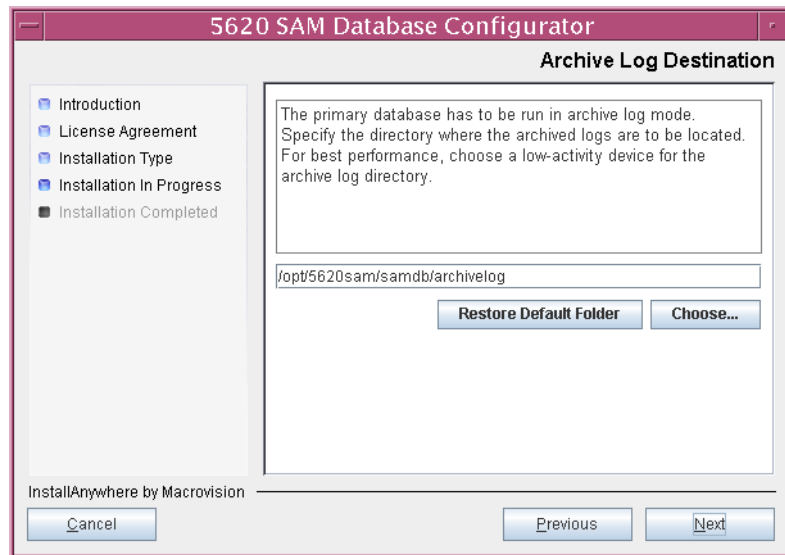 5620 SAM Database Configurator
Archive Log Destination
Introduction
License Agreement
Installation Type
Installation In Progress
Installation Completed
The primary database has to be run in archive log mode.
Specify the directory where the archived logs are to be located.
For best performance, choose a low-activity device for the
archive log directory.
/opt/5620sam/samdb/archivelog
Restore Default Folder
Choose...
InstallAnywhere by Macrovision
Cancel
Previous
Next